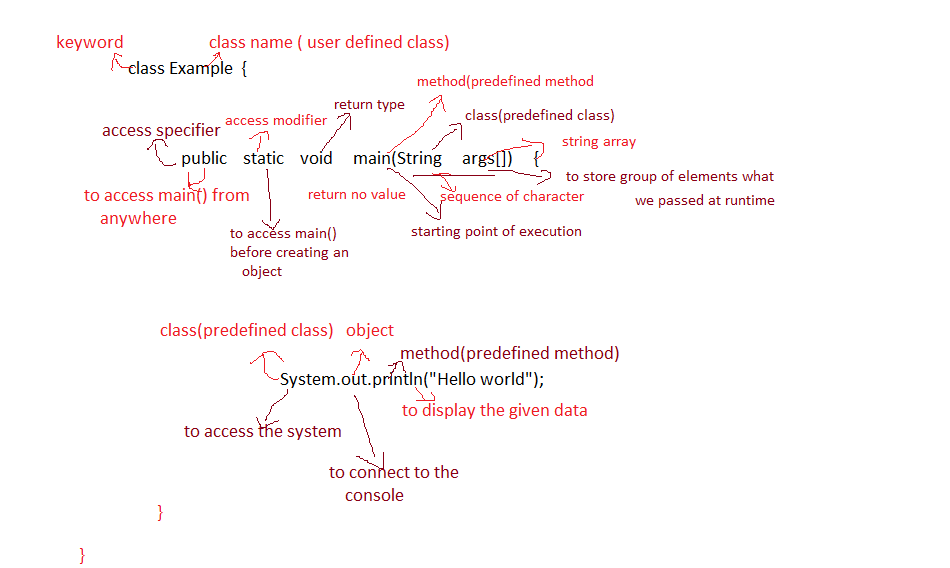 keyword class name ( user defined class)
class Example {
method(predefined method
return type class(predefined class)
access specifier access modifier
string array
public static void main(String args[]) {
to access main() from return no value sequence of character to store group of elements what
anywhere we passed at runtime
to access main() starting point of execution
before creating an
object
class(predefined class) object
method(predefined method)
System.out.println("Hello world");
to display the given data
to access the system
to connect to the
console
}
}